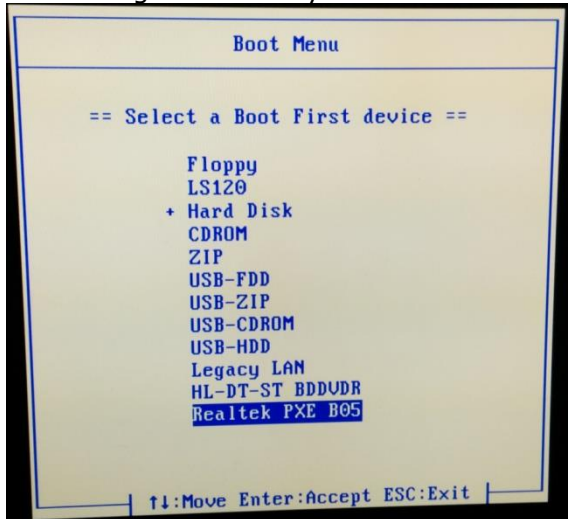 Boot Menu
== Select a Boot First device ==
Floppy
LS120
+ Hard Disk
CDROM
ZIP
USB-FDD
USB-ZIP
USB-CDROM
USB-HDD
Legacy LAN
HL-DT-ST BDDVDR
Realtek PXE B05
↑↓:Move Enter:Accept ESC:Exit